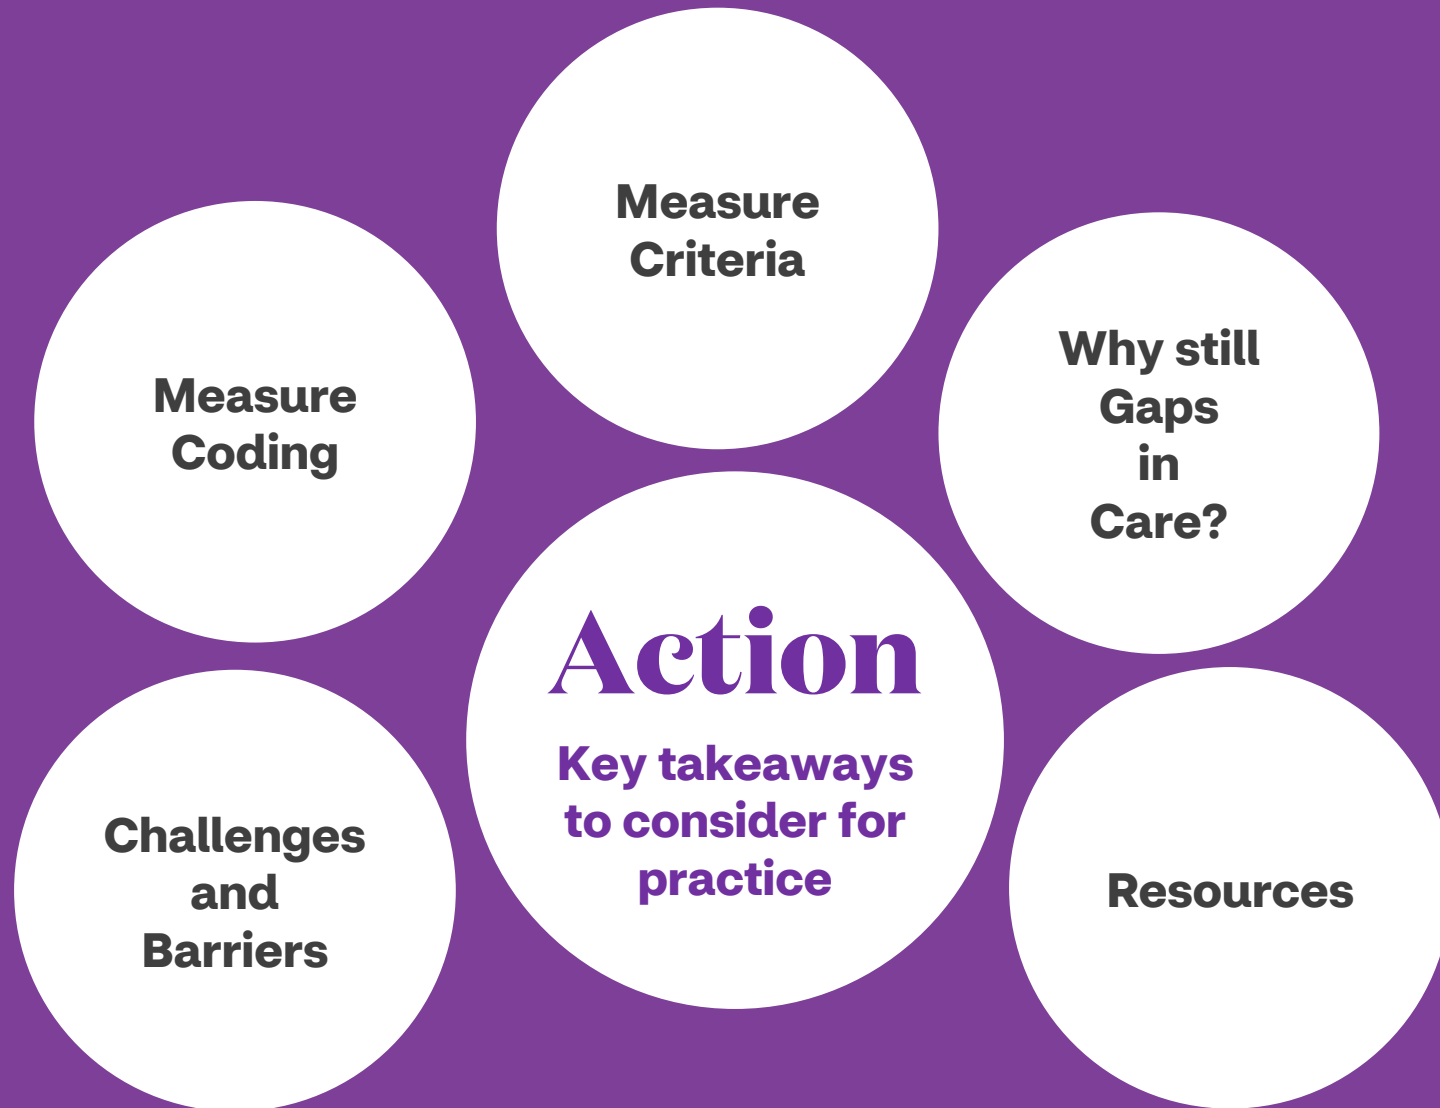 Measure
Criteria
Measure
Coding
Why still
Gaps
in
Care?
Action
Key takeaways
to consider for
practice
Challenges
and
Barriers
Resources